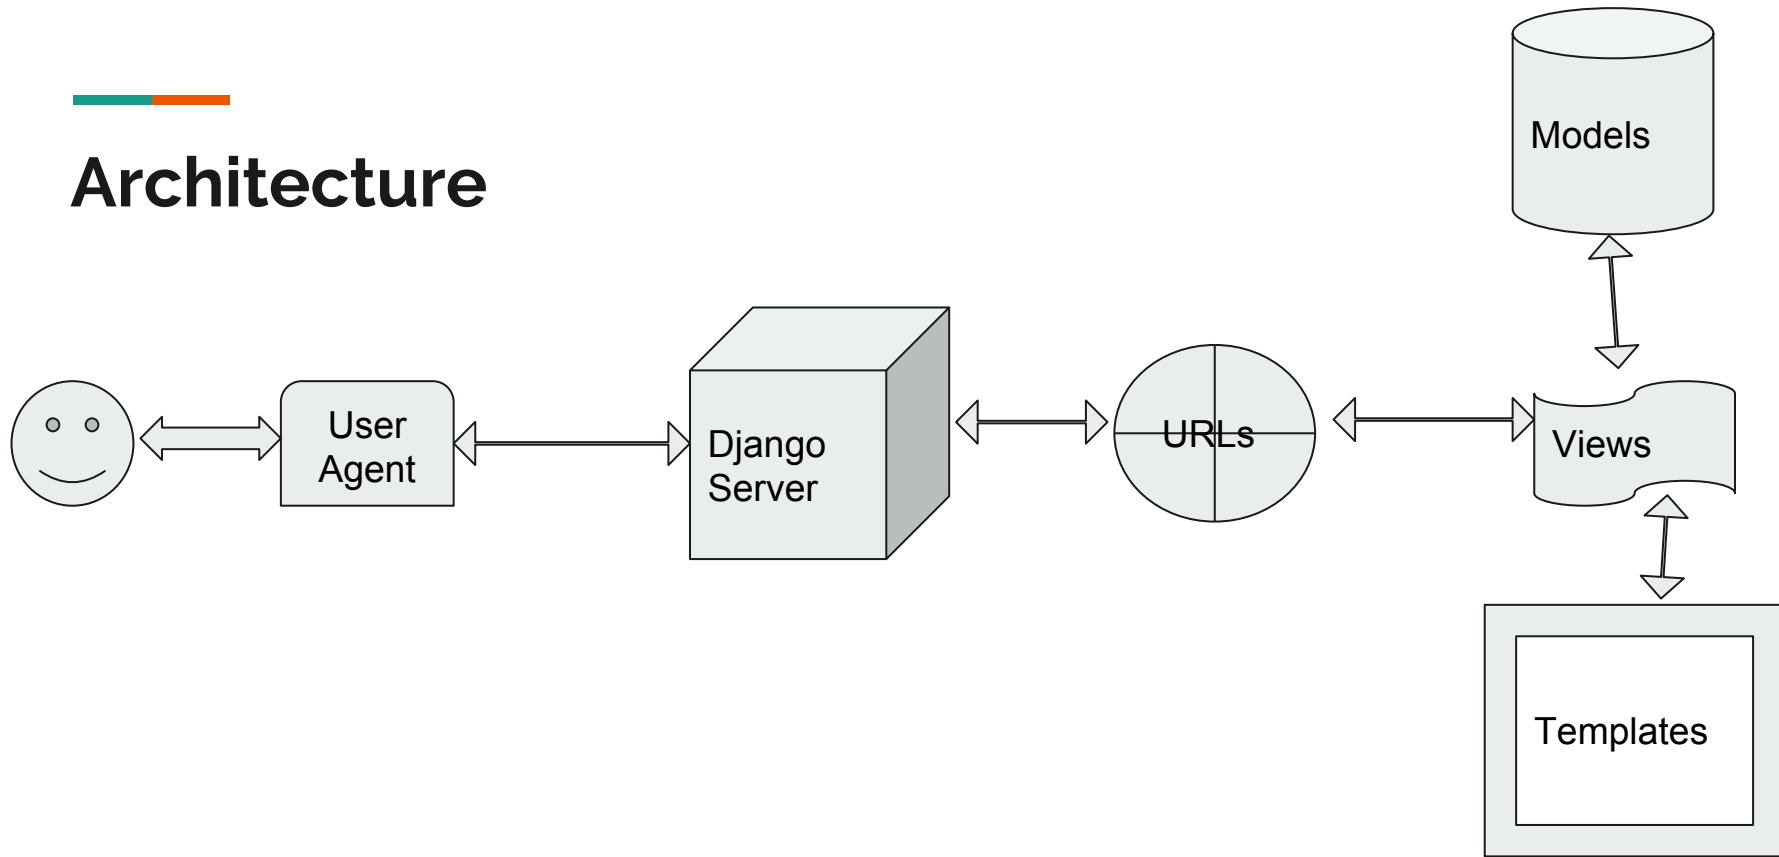 Architecture
Models
User
Agent
Django
Server
URLs
Views
Templates